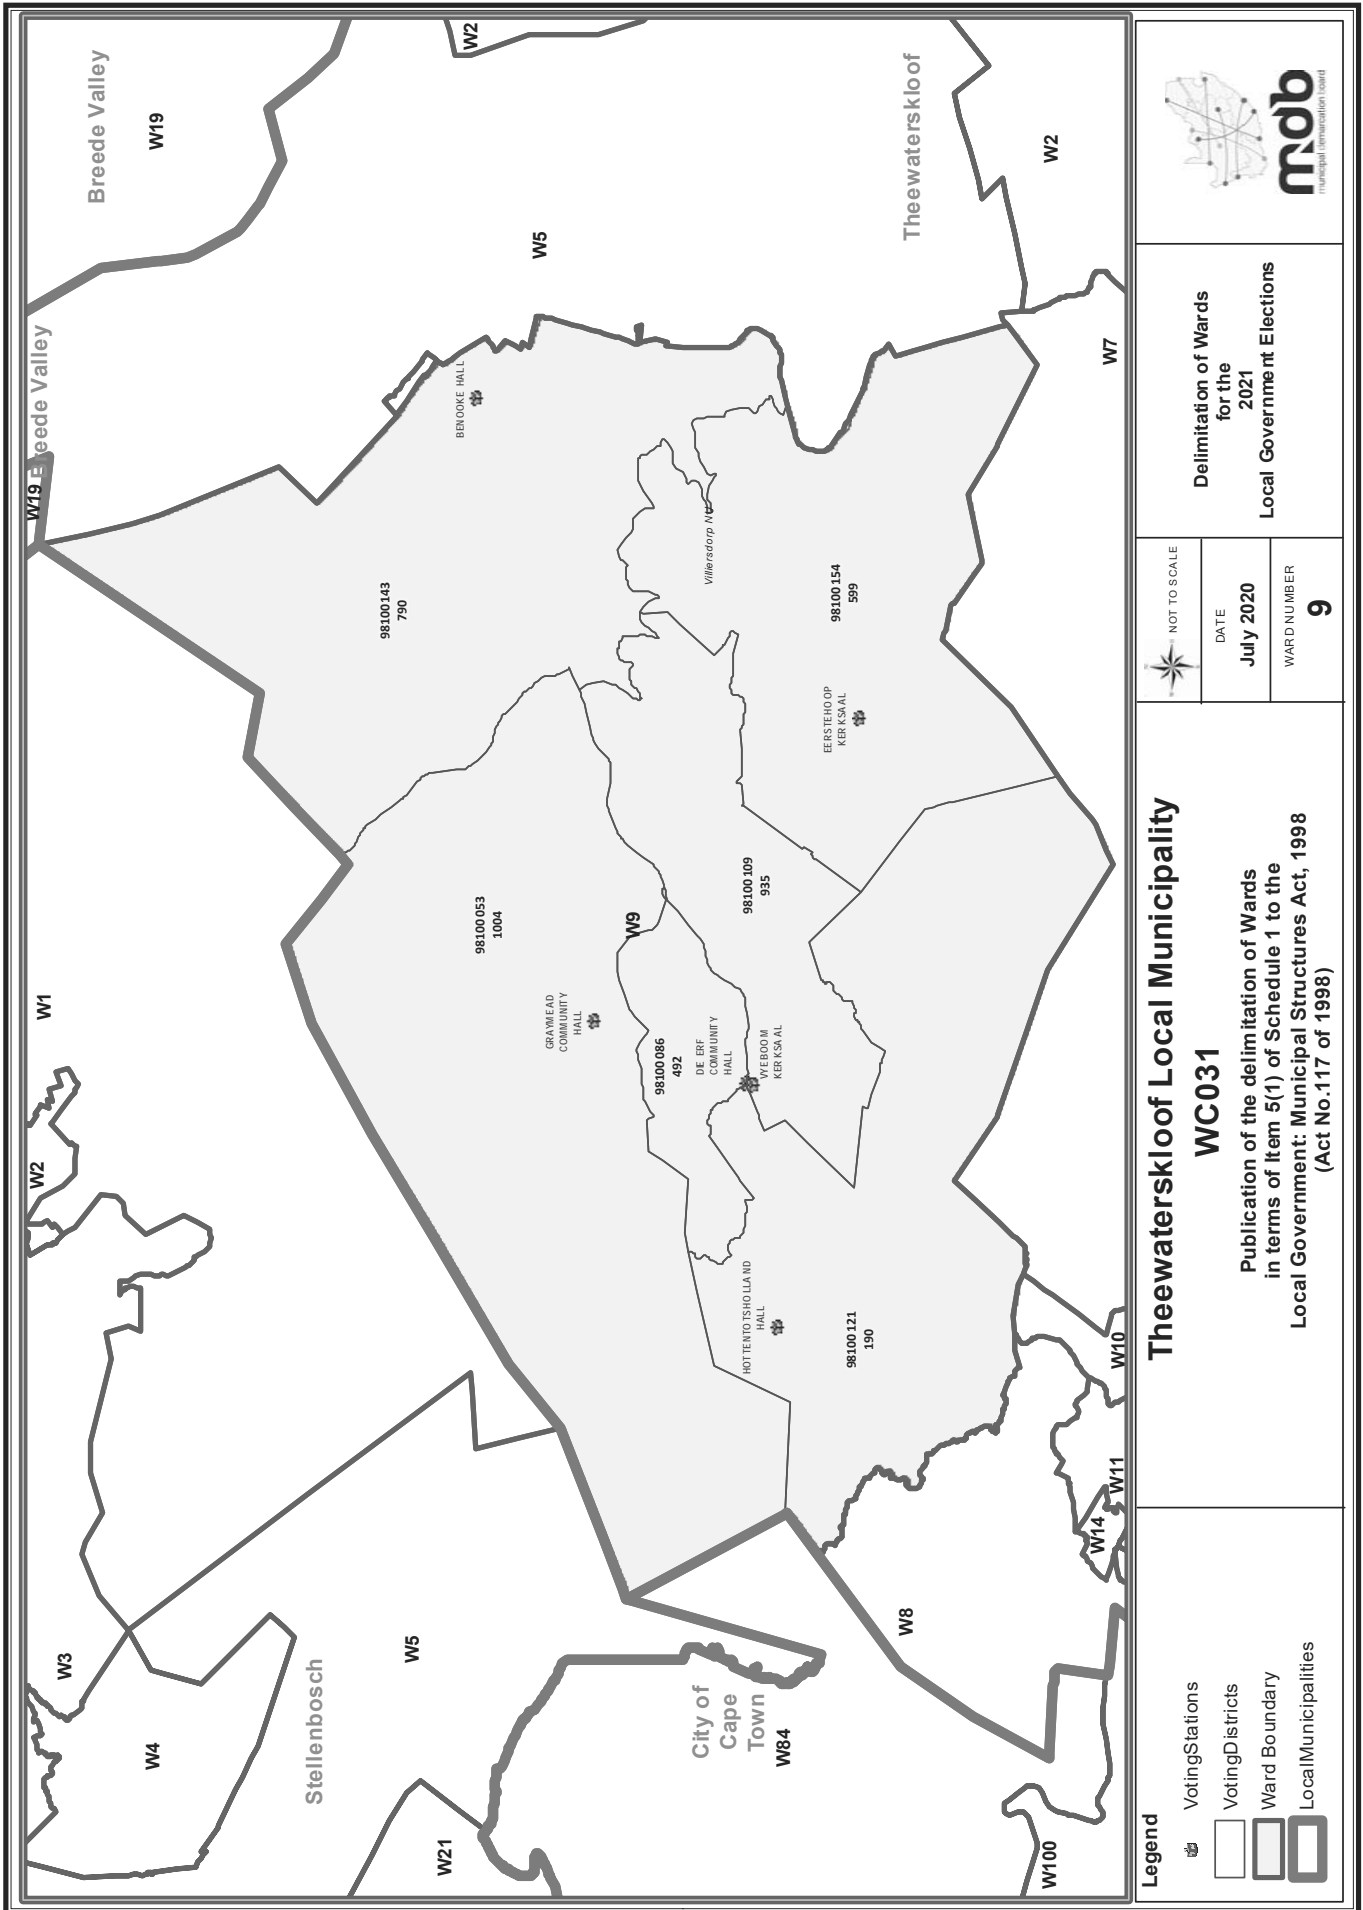 Breede Valley
W19
W2
Theewaterskloof
W2
W5
Breede Valley
W19
W7
BENOOKE HALL
98100143
790
Villiersdorp NU
98100154
599
EERSTEHOOP
KERKSAAL
98100109
935
98100053
1004
W9
GRAYMEAD
COMMUNITY
HALL
98100086
492
DIE ERF
COMMUNITY
HALL
VYEBOOM
KERKSAAL
HOTTENTOTSHOLLAND
HALL
98100121
190
W1
W2
W3
W4
W5
Stellenbosch
W21
City of
Cape
Town
W84
W100
W8
W10
W11
W14
Legend
VotingStations
VotingDistricts
Ward Boundary
LocalMunicipalities
Theewaterskloof Local Municipality
WC031
Publication of the delimitation of Wards
in terms of Item 5(1) of Schedule 1 to the
Local Government: Municipal Structures Act, 1998
(Act No.117 of 1998)
NOT TO SCALE
DATE
July 2020
WARD NUMBER
9
Delimitation of Wards
for the
2021
Local Government Elections
mdb
municipal demarcation board